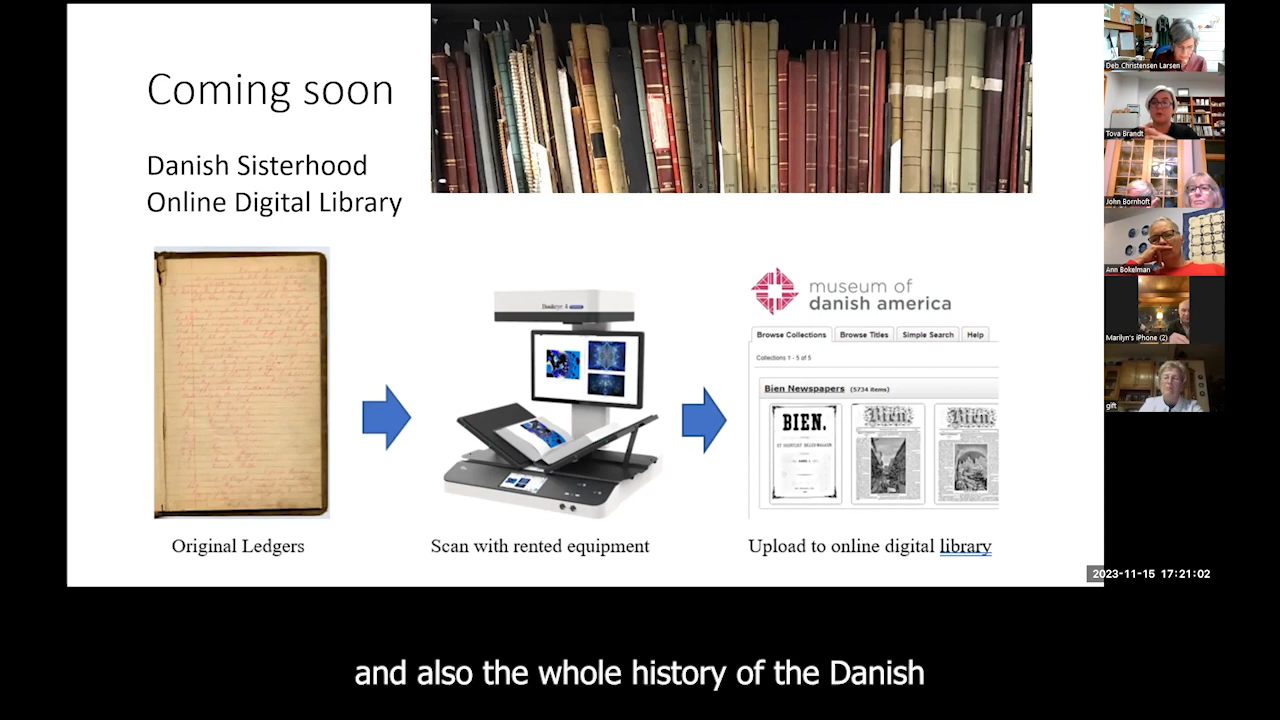 Coming soon
Danish Sisterhood
Online Digital Library
museum of
danish america
Browse Collections
Browse Titles
Simple Search
Help
Collections 1 - 5 of 5
Bien Newspapers (5734 items)
BIEN.
Bien.
Bien.
Original Ledgers
Scan with rented equipment
Upload to online digital library
Deb Christensen Larsen
Tova Brandt
John Bornhoft
Ann Bokelman
Marilyn's iPhone (2)
gift
2023-11-15 17:21:02
and also the whole history of the Danish